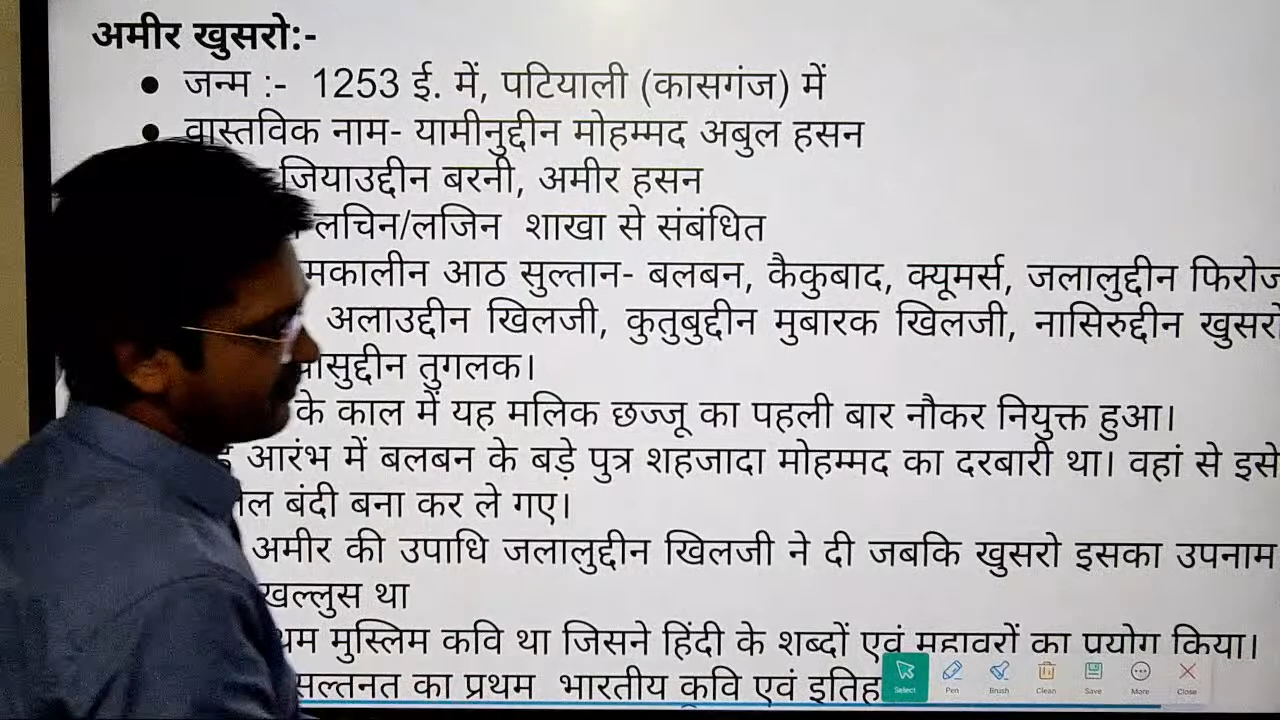 अमीर खुसरो:-
● जन्म :- 1253 ई. में, पटियाली (कासगंज) में
● वास्तविक नाम- यामीनुद्दीन मोहम्मद अबुल हसन
जियाउद्दीन बरनी, अमीर हसन
लचिन/लजिन शाखा से संबंधित
आठ सुल्तान- बलबन, कैकुबाद, क्यूमर्स, जलालुद्दीन फिरोज
अलाउद्दीन खिलजी, कुतुबुद्दीन मुबारक खिलजी, नासिरुद्दीन खुसरो
तुगलक।
के काल में यह मलिक छज्जू का पहली बार नौकर नियुक्त हुआ।
आरंभ में बलबन के बड़े पुत्र शहजादा मोहम्मद का दरबारी था। वहां से इसे
बंदी बना कर ले गए।
अमीर की उपाधि जलालुद्दीन खिलजी ने दी जबकि खुसरो इसका उपनाम
था
मुस्लिम कवि था जिसने हिंदी के शब्दों एवं मुहावरों का प्रयोग किया।
सल्तनत का प्रथम भारतीय कवि एवं
Select Pen Brush Clean Save More Close